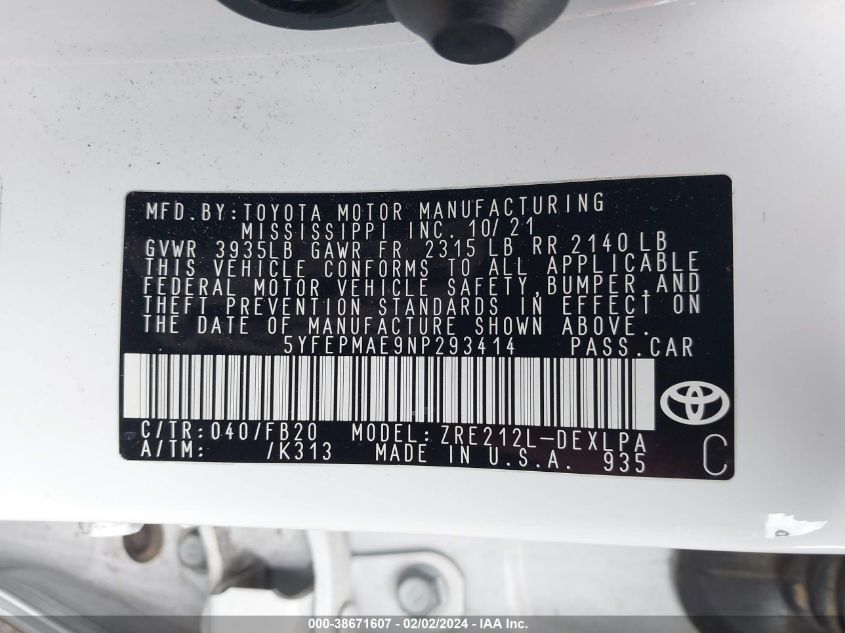 MFD.BY:TOYOTA MOTOR MANUFACTURING
MISSISSIPPI INC. 10/21
GVWR 3935LB GAWR FR 2315 LB RR 2140 LB
THIS VEHICLE CONFORMS TO ALL APPLICABLE
FEDERAL MOTOR VEHICLE SAFETY, BUMPER, AND
THEFT PREVENTION STANDARDS IN EFFECT ON
THE DATE OF MANUFACTURE SHOWN ABOVE.
5YFEPMAE9NP293414 PASS.CAR
C/TR:040/FB20 MODEL:ZRE212L-DEXLPA
A/TM: /K313 MADE IN U.S.A. 935 C
000-38671607 - 02/02/2024 - IAA Inc.